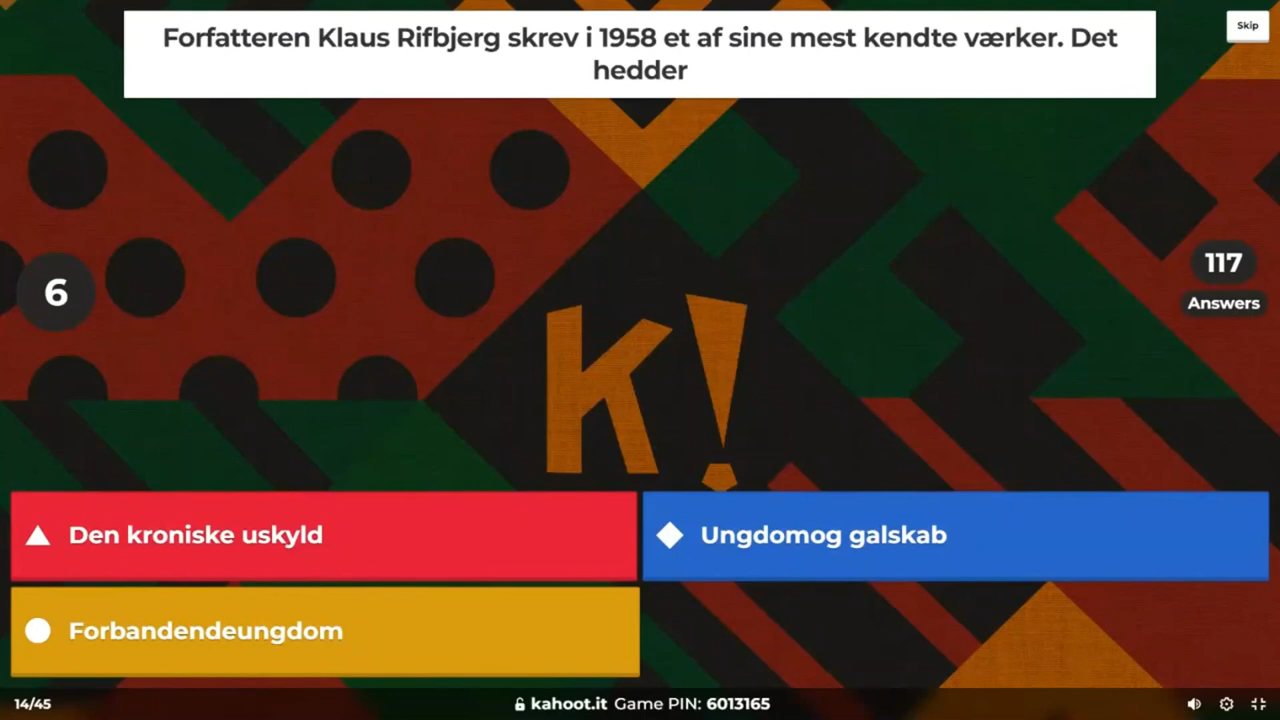 Forfatteren Klaus Rifbjerg skrev i 1958 et af sine mest kendte værker. Det
hedder
Skip
6
117
Answers
K!
Den kroniske uskyld
Ungdomog galskab
Forbandendeungdom
14/45
kahoot.it Game PIN: 6013165